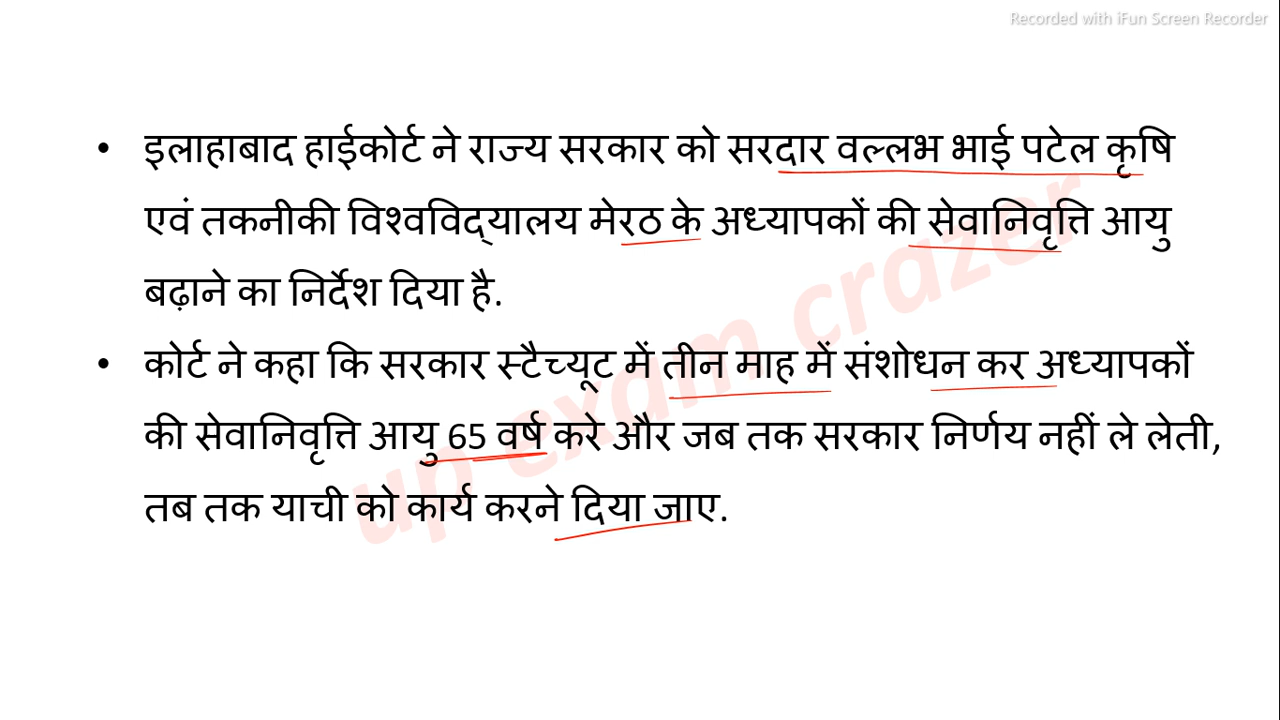 Recorded with iFun Screen Recorder
• इलाहाबाद हाईकोर्ट ने राज्य सरकार को सरदार वल्लभ भाई पटेल कृषि
एवं तकनीकी विश्वविद्यालय मेरठ के अध्यापकों की सेवानिवृत्ति आयु
बढ़ाने का निर्देश दिया है.
• कोर्ट ने कहा कि सरकार स्टैच्यूट में तीन माह में संशोधन कर अध्यापकों
की सेवानिवृत्ति आयु 65 वर्ष करे और जब तक सरकार निर्णय नहीं ले लेती,
तब तक याची को कार्य करने दिया जाए.
up exam crazer